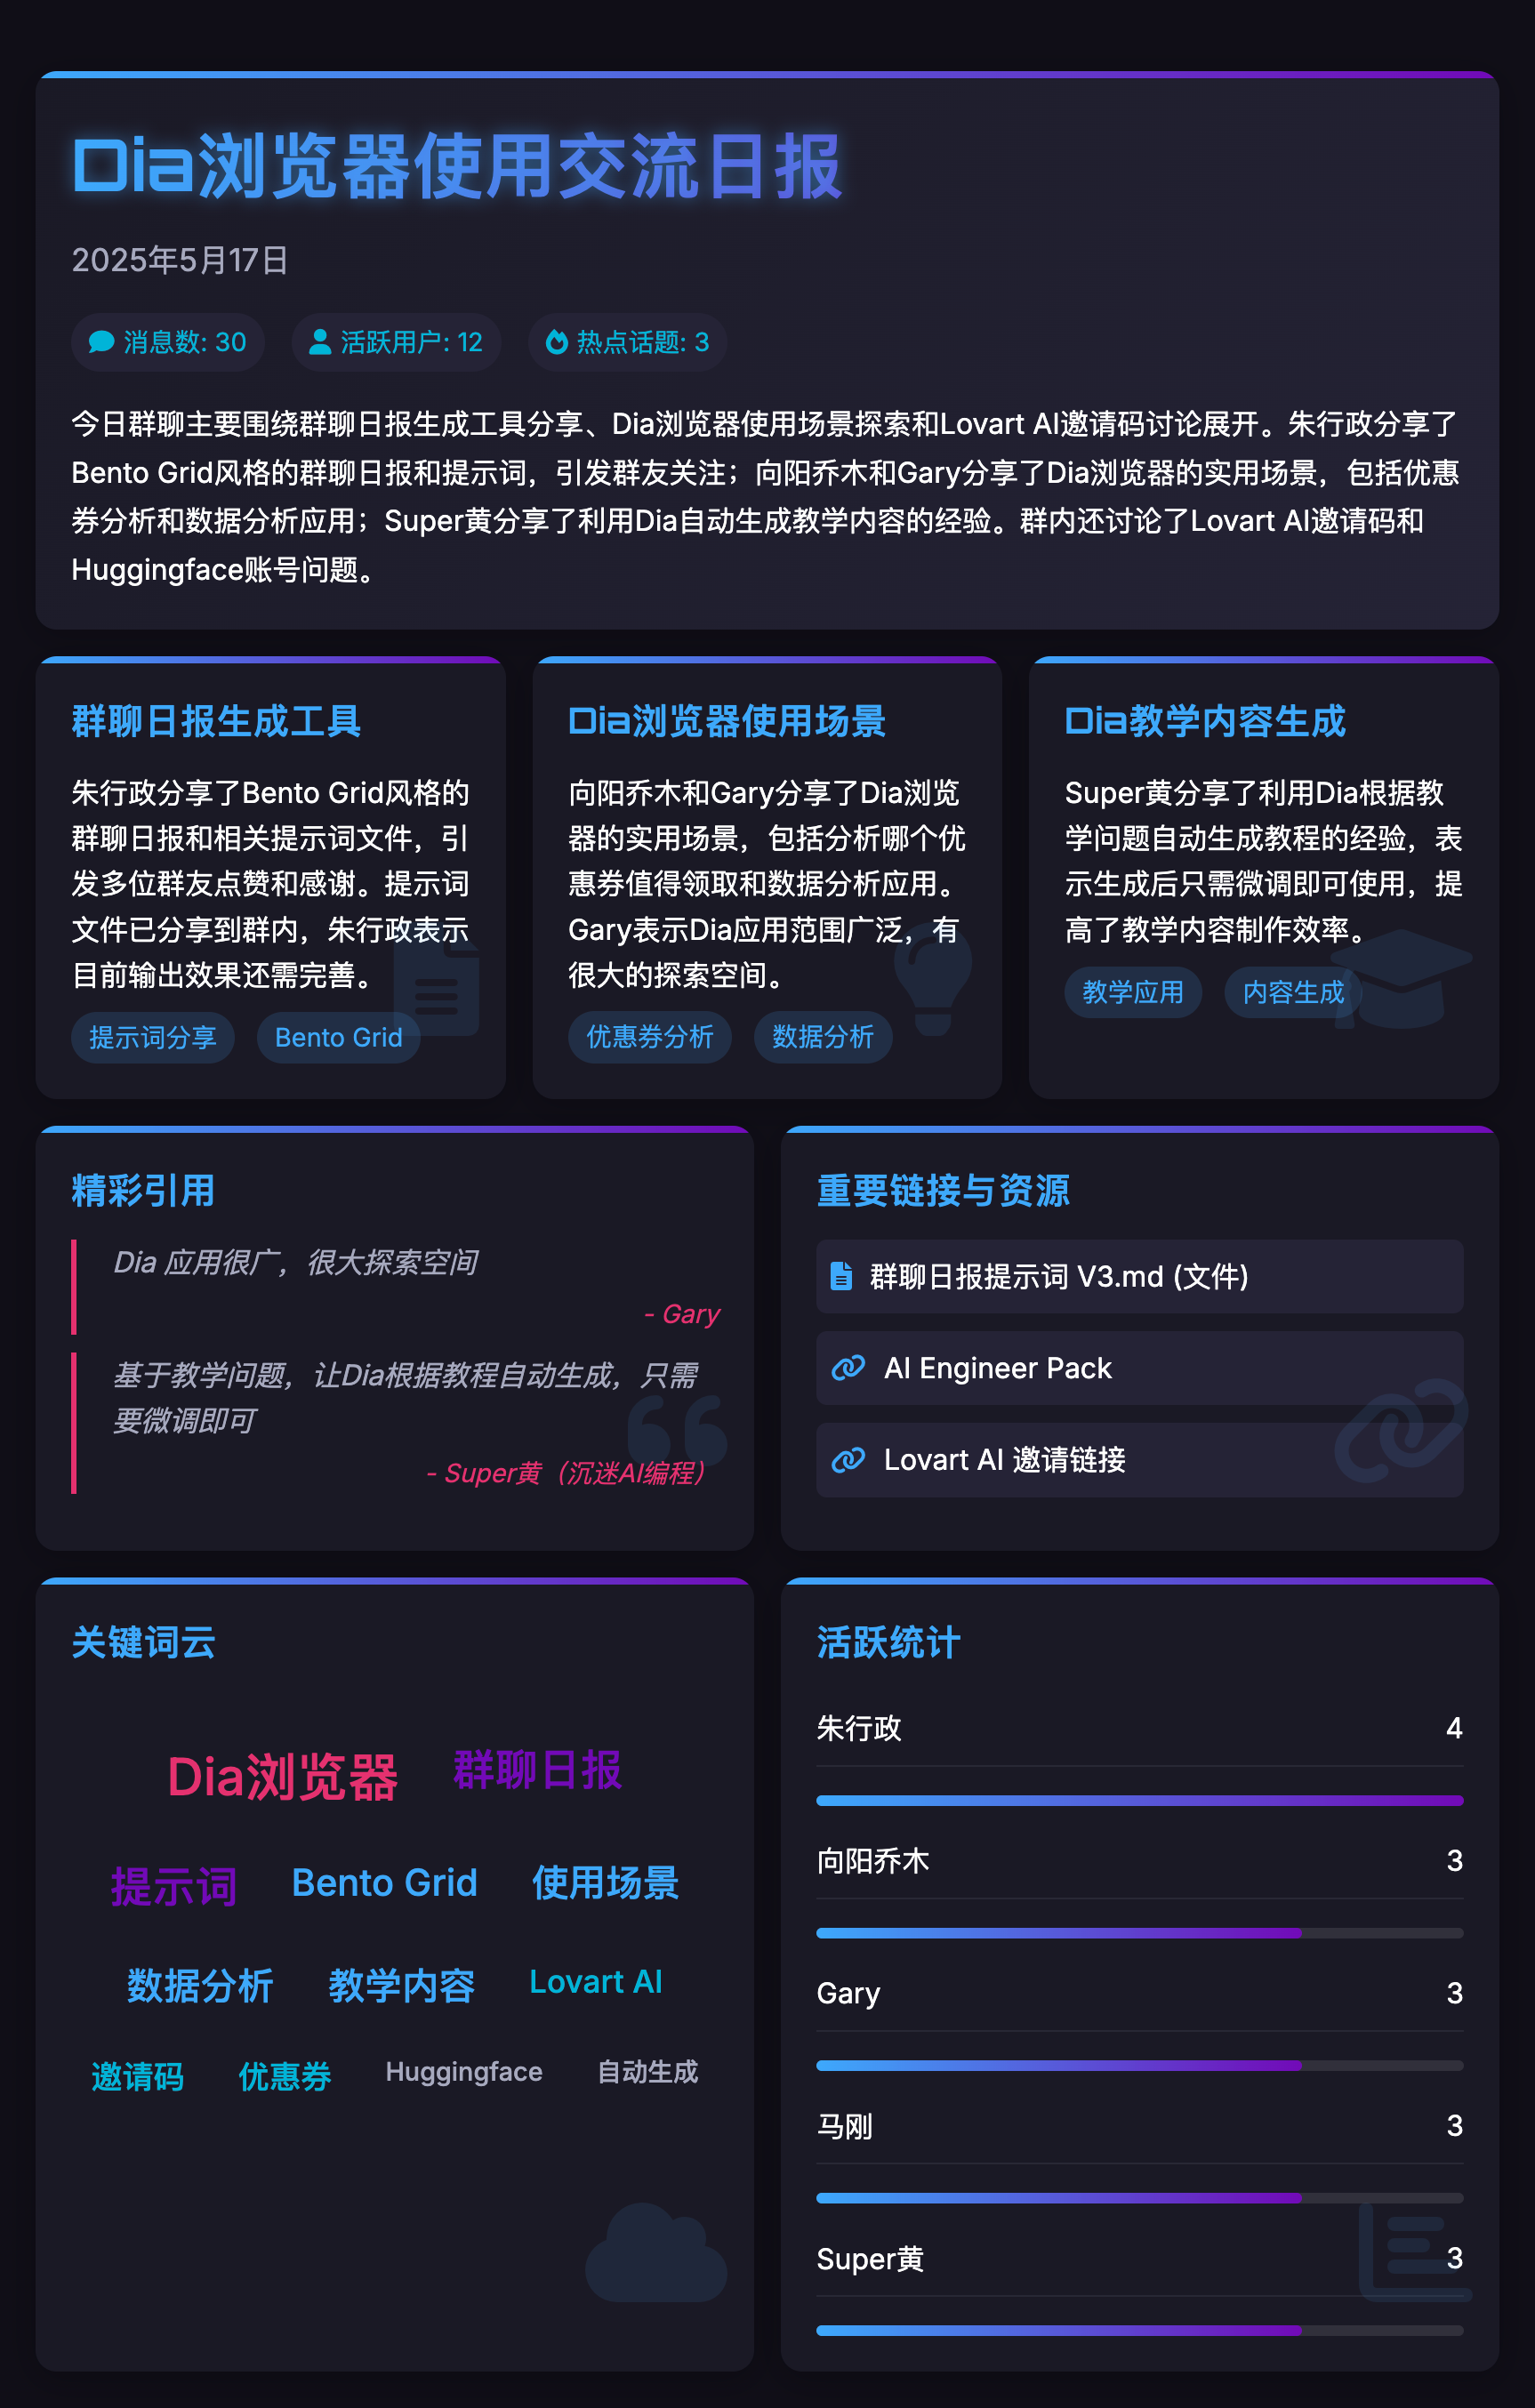 Dia浏览器使用交流日报
2025年5月17日
消息数: 30 活跃用户: 12 热点话题: 3
今日群聊主要围绕群聊日报生成工具分享、Dia浏览器使用场景探索和Lovart AI邀请码讨论展开。朱行政分享了
Bento Grid风格的群聊日报和提示词，引发群友关注；向阳乔木和Gary分享了Dia浏览器的实用场景，包括优惠
券分析和数据分析应用；Super黄分享了利用Dia自动生成教学内容的经验。群内还讨论了Lovart AI邀请码和
Huggingface账号问题。
群聊日报生成工具
朱行政分享了Bento Grid风格的
群聊日报和相关提示词文件，引
发多位群友点赞和感谢。提示词
文件已分享到群内，朱行政表示
目前输出效果还需完善。
提示词分享 Bento Grid
Dia浏览器使用场景
向阳乔木和Gary分享了Dia浏览
器的实用场景，包括分析哪个优
惠券值得领取和数据分析应用。
Gary表示Dia应用范围广泛，有
很大的探索空间。
优惠券分析 数据分析
Dia教学内容生成
Super黄分享了利用Dia根据教
学问题自动生成教程的经验，表
示生成后只需微调即可使用，提
高了教学内容制作效率。
教学应用 内容生成
精彩引用
Dia 应用很广，很大探索空间
- Gary
基于教学问题，让Dia根据教程自动生成，只需
要微调即可
- Super黄（沉迷AI编程）
重要链接与资源
群聊日报提示词 V3.md (文件)
AI Engineer Pack
Lovart AI 邀请链接
关键词云
Dia浏览器 群聊日报
提示词 Bento Grid 使用场景
数据分析 教学内容 Lovart AI
邀请码 优惠券 Huggingface 自动生成
活跃统计
朱行政 4
向阳乔木 3
Gary 3
马刚 3
Super黄 3